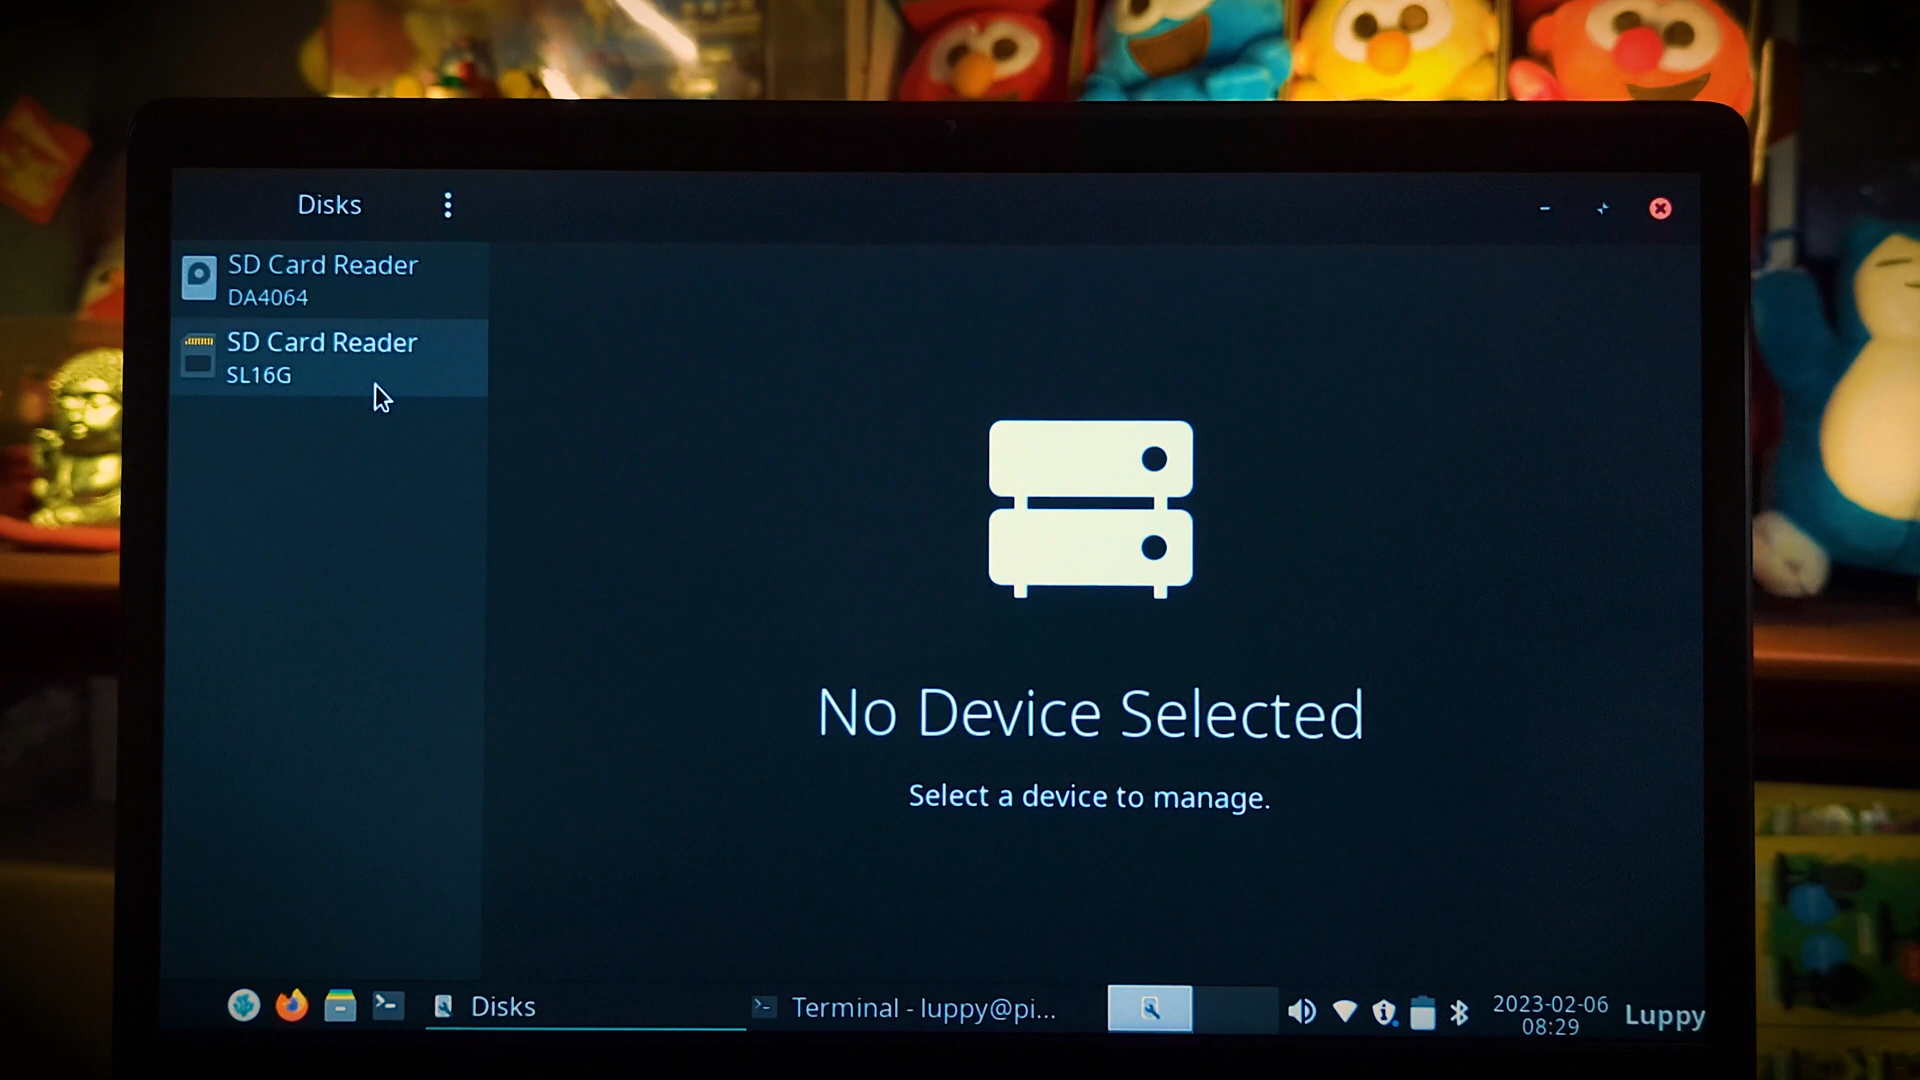 Disks
SD Card Reader
DA4064
SD Card Reader
SL16G
No Device Selected
Select a device to manage.
Disks
Terminal - luppy@pi...
2023-02-06
08:29
Luppy